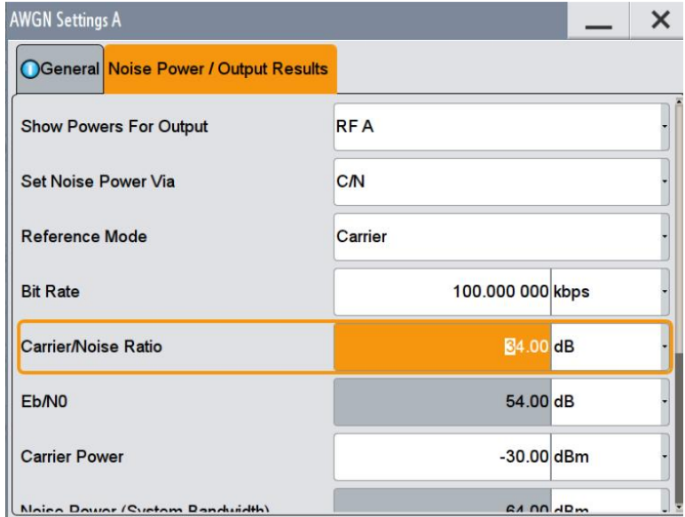 AWGN Settings A
General Noise Power / Output Results
Show Powers For Output RF A
Set Noise Power Via C/N
Reference Mode Carrier
Bit Rate 100.000 000 kbps
Carrier/Noise Ratio 34.00 dB
Eb/N0 54.00 dB
Carrier Power -30.00 dBm
Noise Power (System Bandwidth) 64.00 dBm